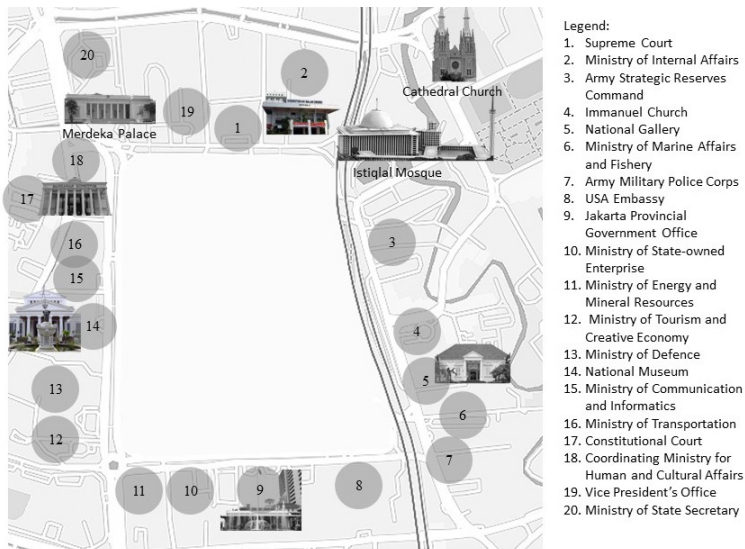 Legend:
1. Supreme Court
2. Ministry of Internal Affairs
3. Army Strategic Reserves
Command
4. Immanuel Church
5. National Gallery
6. Ministry of Marine Affairs
and Fishery
7. Army Military Police Corps
8. USA Embassy
9. Jakarta Provincial
Government Office
10. Ministry of State-owned
Enterprise
11. Ministry of Energy and
Mineral Resources
12. Ministry of Tourism and
Creative Economy
13. Ministry of Defence
14. National Museum
15. Ministry of Communication
and Informatics
16. Ministry of Transportation
17. Constitutional Court
18. Coordinating Ministry for
Human and Cultural Affairs
19. Vice President's Office
20. Ministry of State Secretary
20
2
Cathedral Church
19
Merdeka Palace
1
Istiqlal Mosque
18
17
16
3
15
14
4
5
13
6
12
7
11
10
9
8